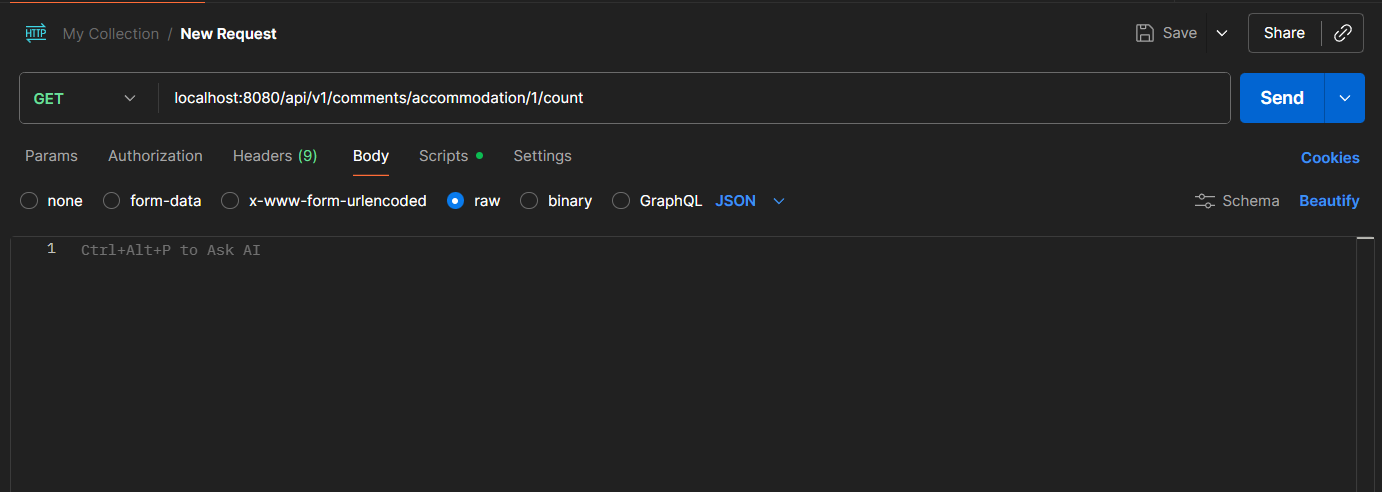 HTTP My Collection / New Request Save Share
GET localhost:8080/api/v1/comments/accommodation/1/count Send
Params Authorization Headers (9) Body Scripts Settings Cookies
none form-data x-www-form-urlencoded raw binary GraphQL JSON Schema Beautify
1 Ctrl+Alt+P to Ask AI